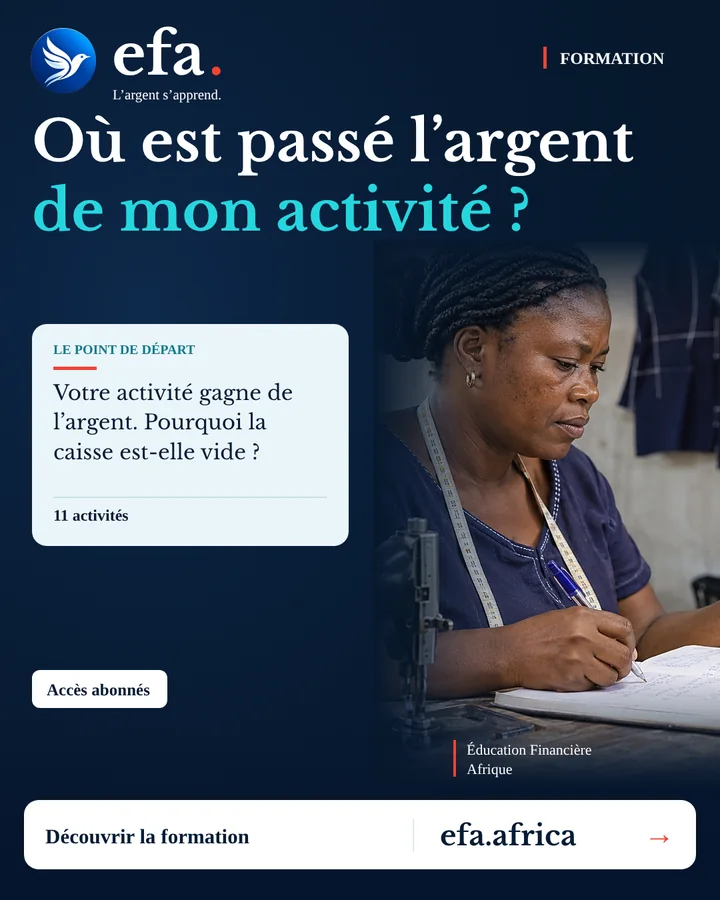 efa.
L’argent s’apprend.
FORMATION
Où est passé l’argent
de mon activité ?
LE POINT DE DÉPART
Votre activité gagne de
l’argent. Pourquoi la
caisse est-elle vide ?
11 activités
Accès abonnés
Éducation Financière
Afrique
Découvrir la formation
efa.africa
→